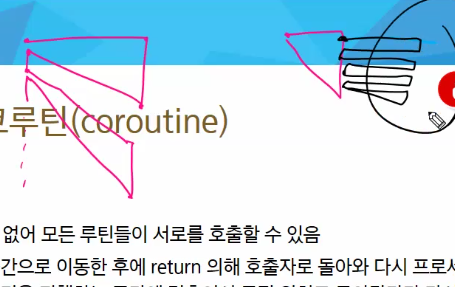 코루틴(coroutine)
없어 모든 루틴들이 서로를 호출할 수 있음
간으로 이동한 후에 return 의해 호출자로 돌아와 다시 프로세